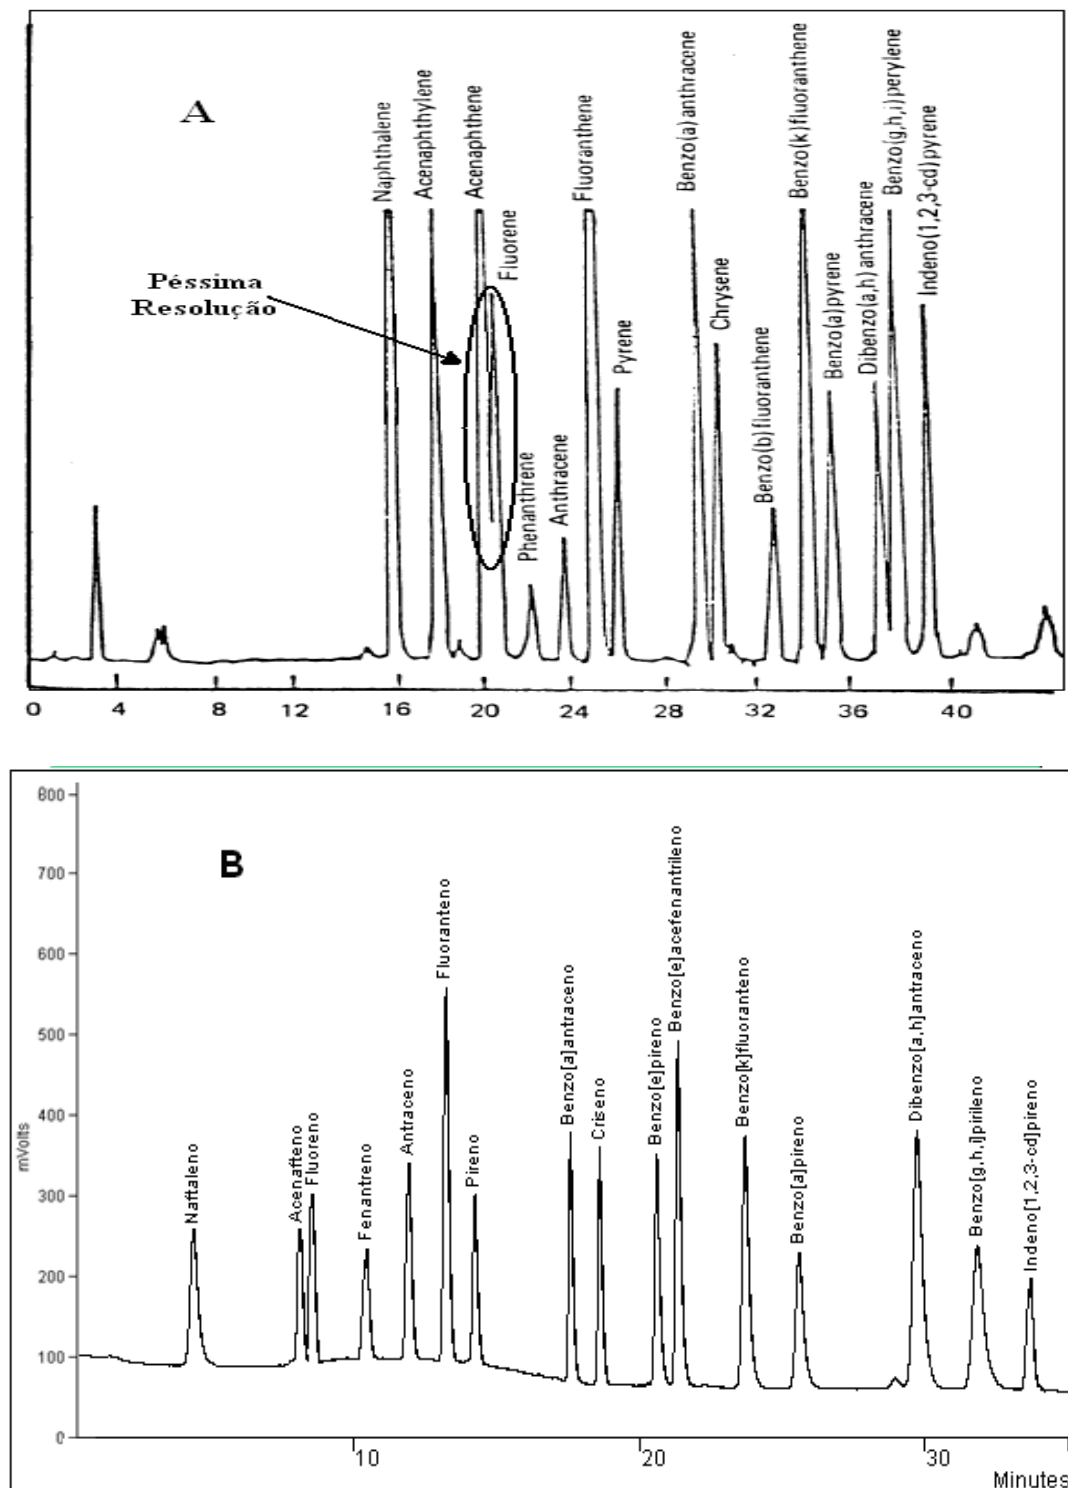 A
Naphthalene
Acenaphthylene
Acenaphthene
Fluorene
Péssima
Resolução
Phenanthrene
Anthracene
Fluoranthene
Pyrene
Benzo(a)anthracene
Chrysene
Benzo(b)fluoranthene
Benzo(k)fluoranthene
Benzo(a)pyrene
Dibenzo(a,h)anthracene
Benzo(g,h,i)perylene
Indeno(1,2,3-cd)pyrene
0 4 8 12 16 20 24 28 32 36 40
B
800
700
600
500
400
300
200
100
0
mVolts
Naftaleno
Acenafteno
Fluoreno
Fenantreno
Antraceno
Fluoranteno
Pireno
Benzo[a]antraceno
Criseno
Benzo[e]pireno
Benzo[e]acefenantrileno
Benzo[k]fluoranteno
Benzo[a]pireno
Dibenzo[a,h]antraceno
Benzo[g,h,i]pirileno
Indeno[1,2,3-cd]pireno
10 20 30
Minutes